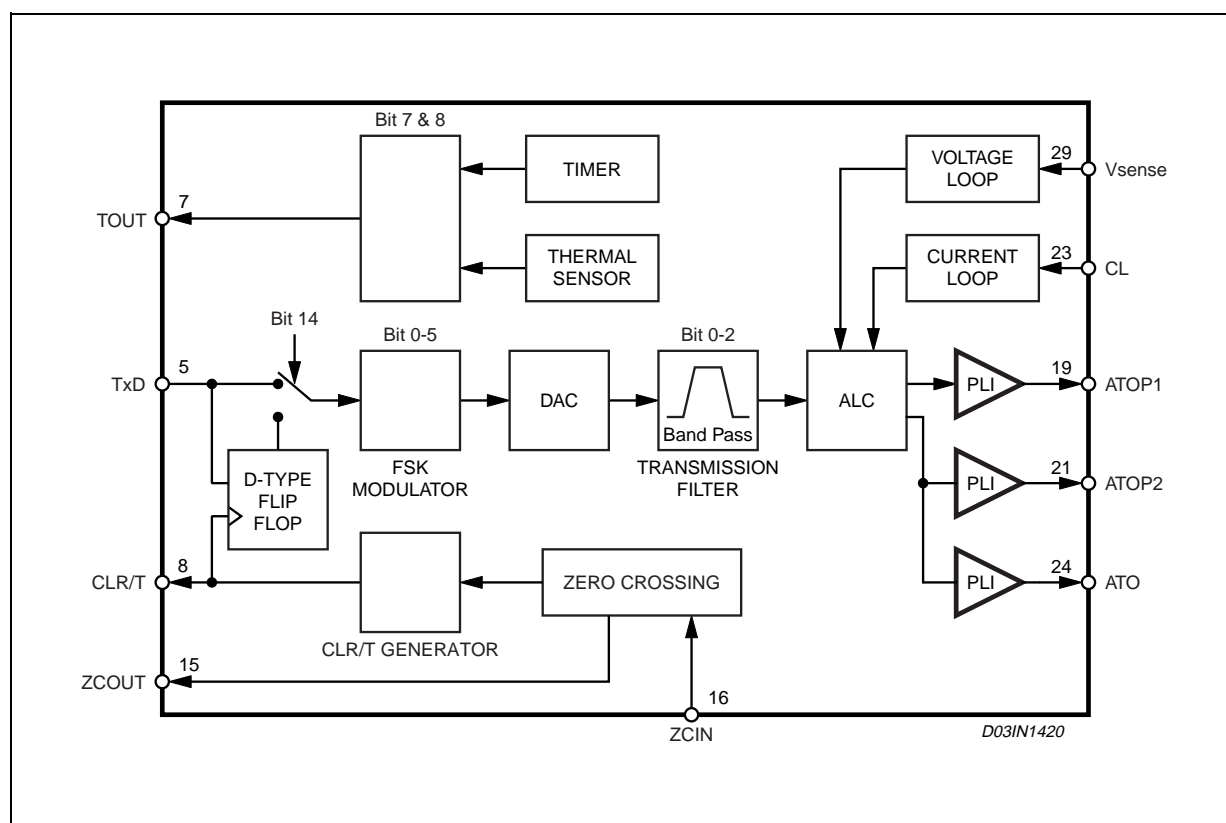 Bit 7 & 8
TIMER
VOLTAGE
LOOP
29
Vsense
7
TOUT
THERMAL
SENSOR
CURRENT
LOOP
23
CL
Bit 14
Bit 0-5
Bit 0-2
5
TxD
DAC
Band Pass
ALC
PLI
19
ATOP1
FSK
MODULATOR
TRANSMISSION
FILTER
D-TYPE
FLIP
FLOP
PLI
21
ATOP2
8
CLR/T
ZERO CROSSING
PLI
24
ATO
CLR/T GENERATOR
15
ZCOUT
16
ZCIN
D03IN1420